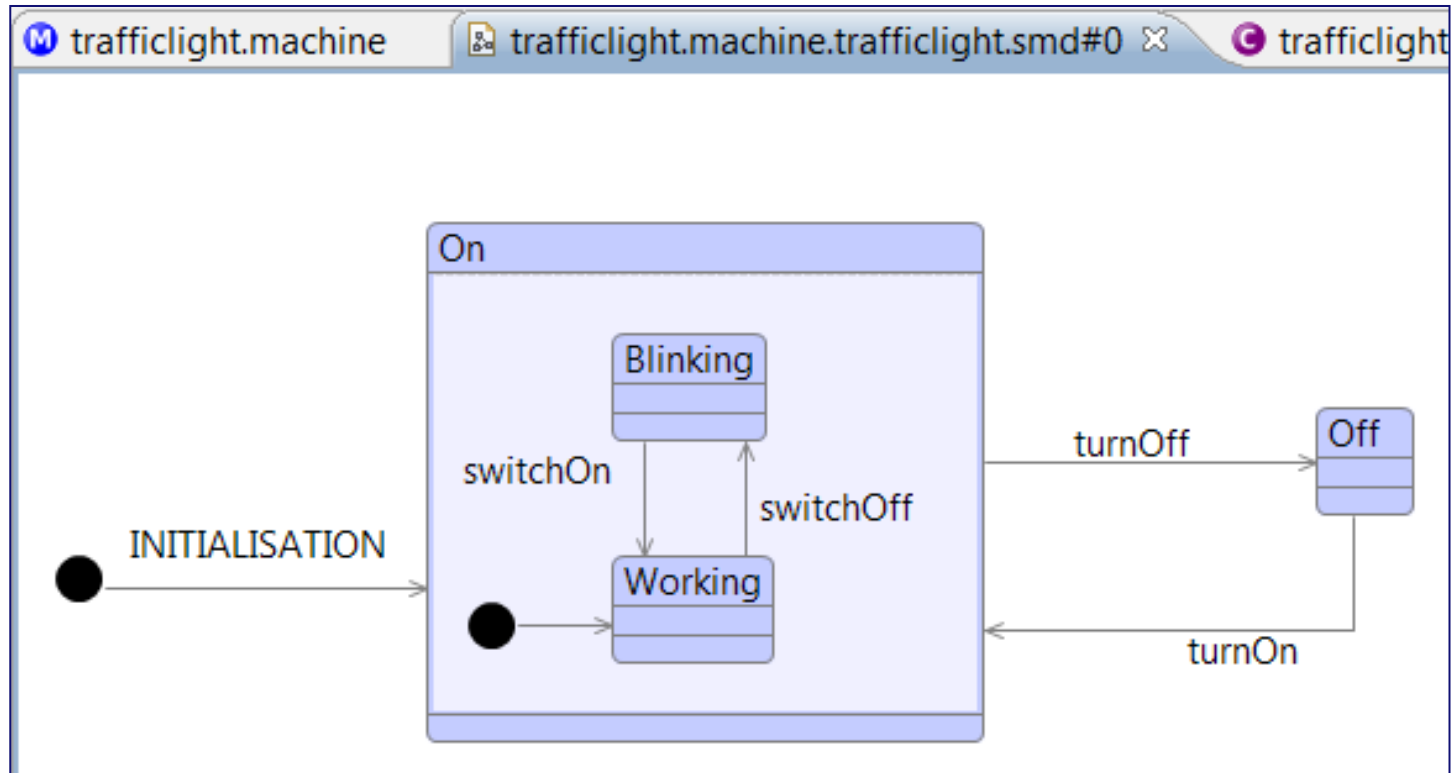 M trafficlight.machine
trafficlight.machine.trafficlight.smd#0
C trafficlight
On
Blinking
switchOn
switchOff
Working
INITIALISATION
turnOff
Off
turnOn